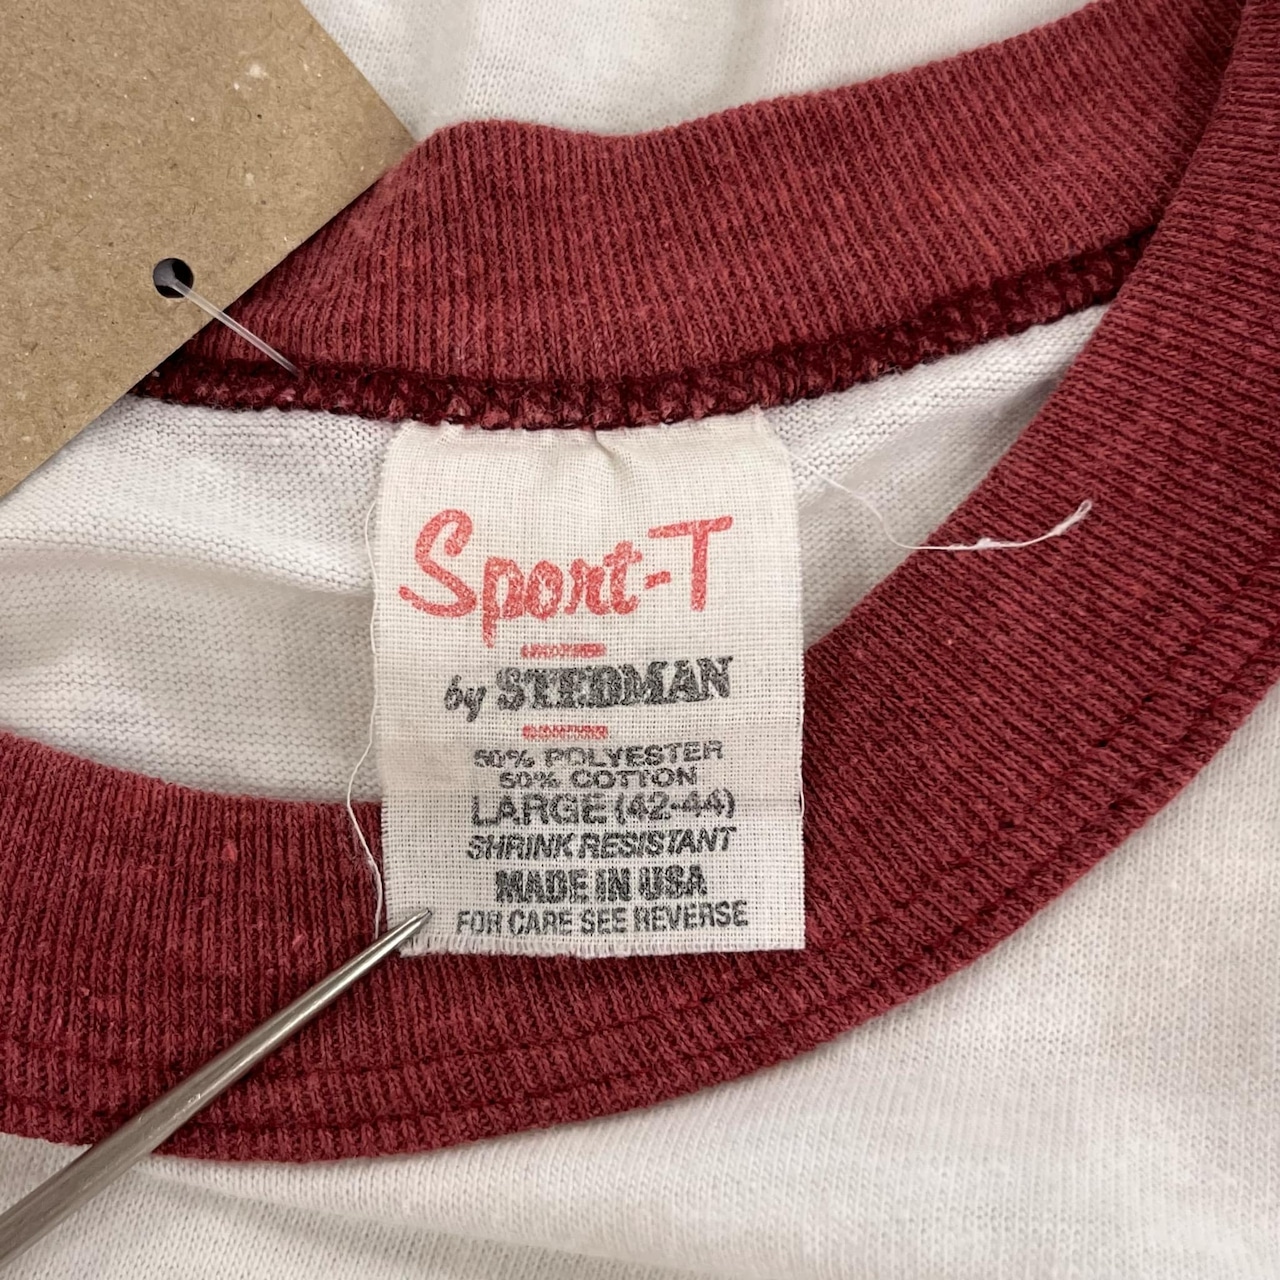 Sport-T
by STEDMAN
50% POLYESTER
50% COTTON
LARGE (42-44)
SHRINK RESISTANT
MADE IN USA
FOR CARE SEE REVERSE